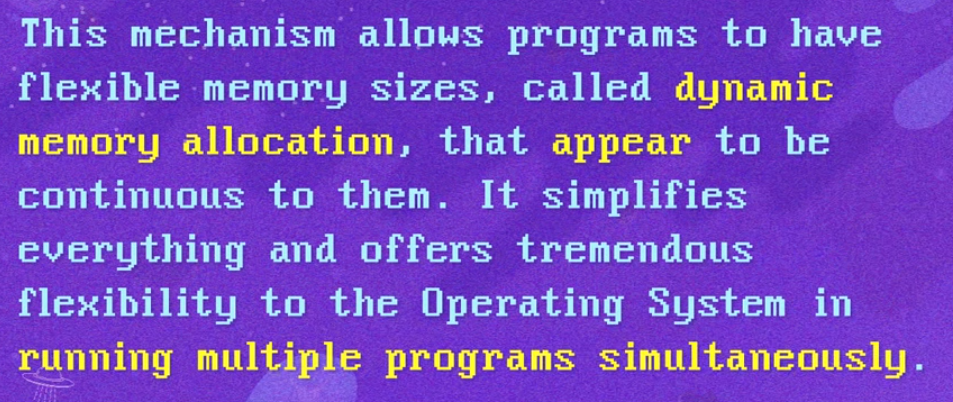 This mechanism allows programs to have
flexible memory sizes, called dynamic
memory allocation, that appear to be
continuous to them. It simplifies
everything and offers tremendous
flexibility to the Operating System in
running multiple programs simultaneously.